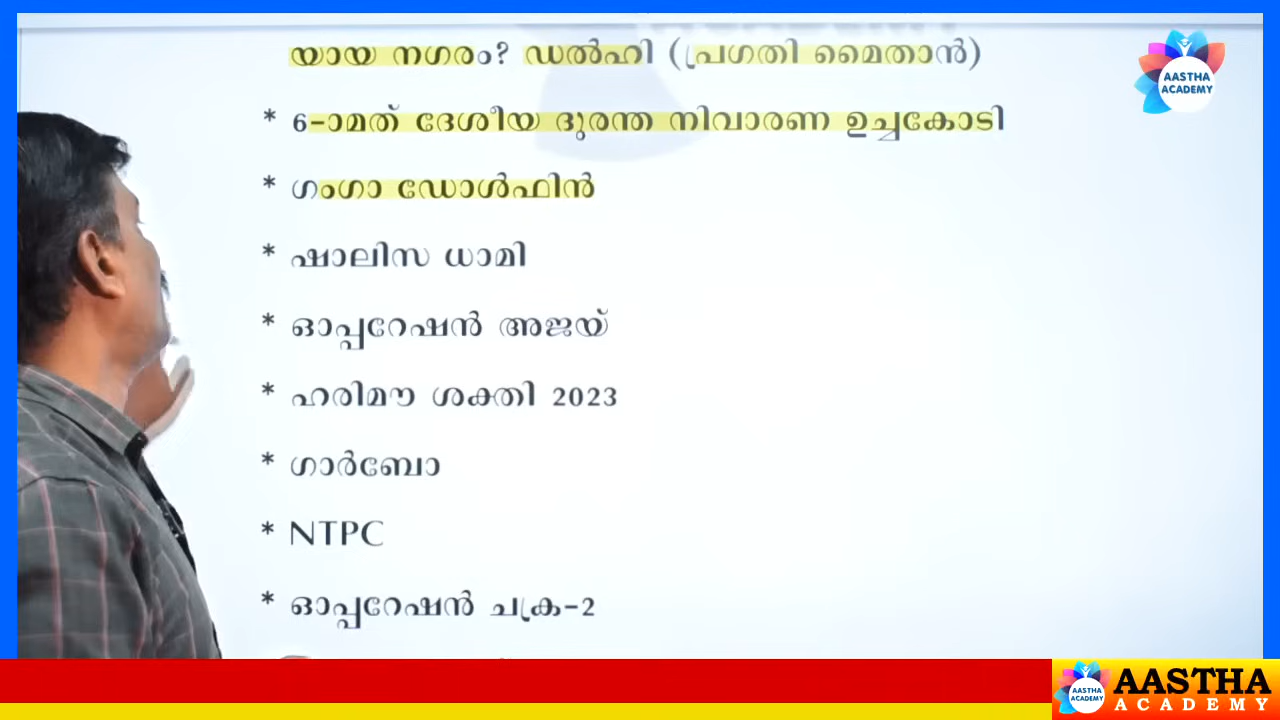 യായ നഗരം? ഡൽഹി (പ്രഗതി മൈതാൻ)
* 6-ാമത് ദേശീയ ദുരന്ത നിവാരണ ഉച്ചകോടി
* ഗംഗാ ഡോൾഫിൻ
* ഷാലിസ ധാമി
* ഓപ്പറേഷൻ അജയ്
* ഹരിമൗ ശക്തി 2023
* ഗാർബോ
* NTPC
* ഓപ്പറേഷൻ ചക്ര-2
AASTHA
ACADEMY
AASTHA
ACADEMY
AASTHA
ACADEMY